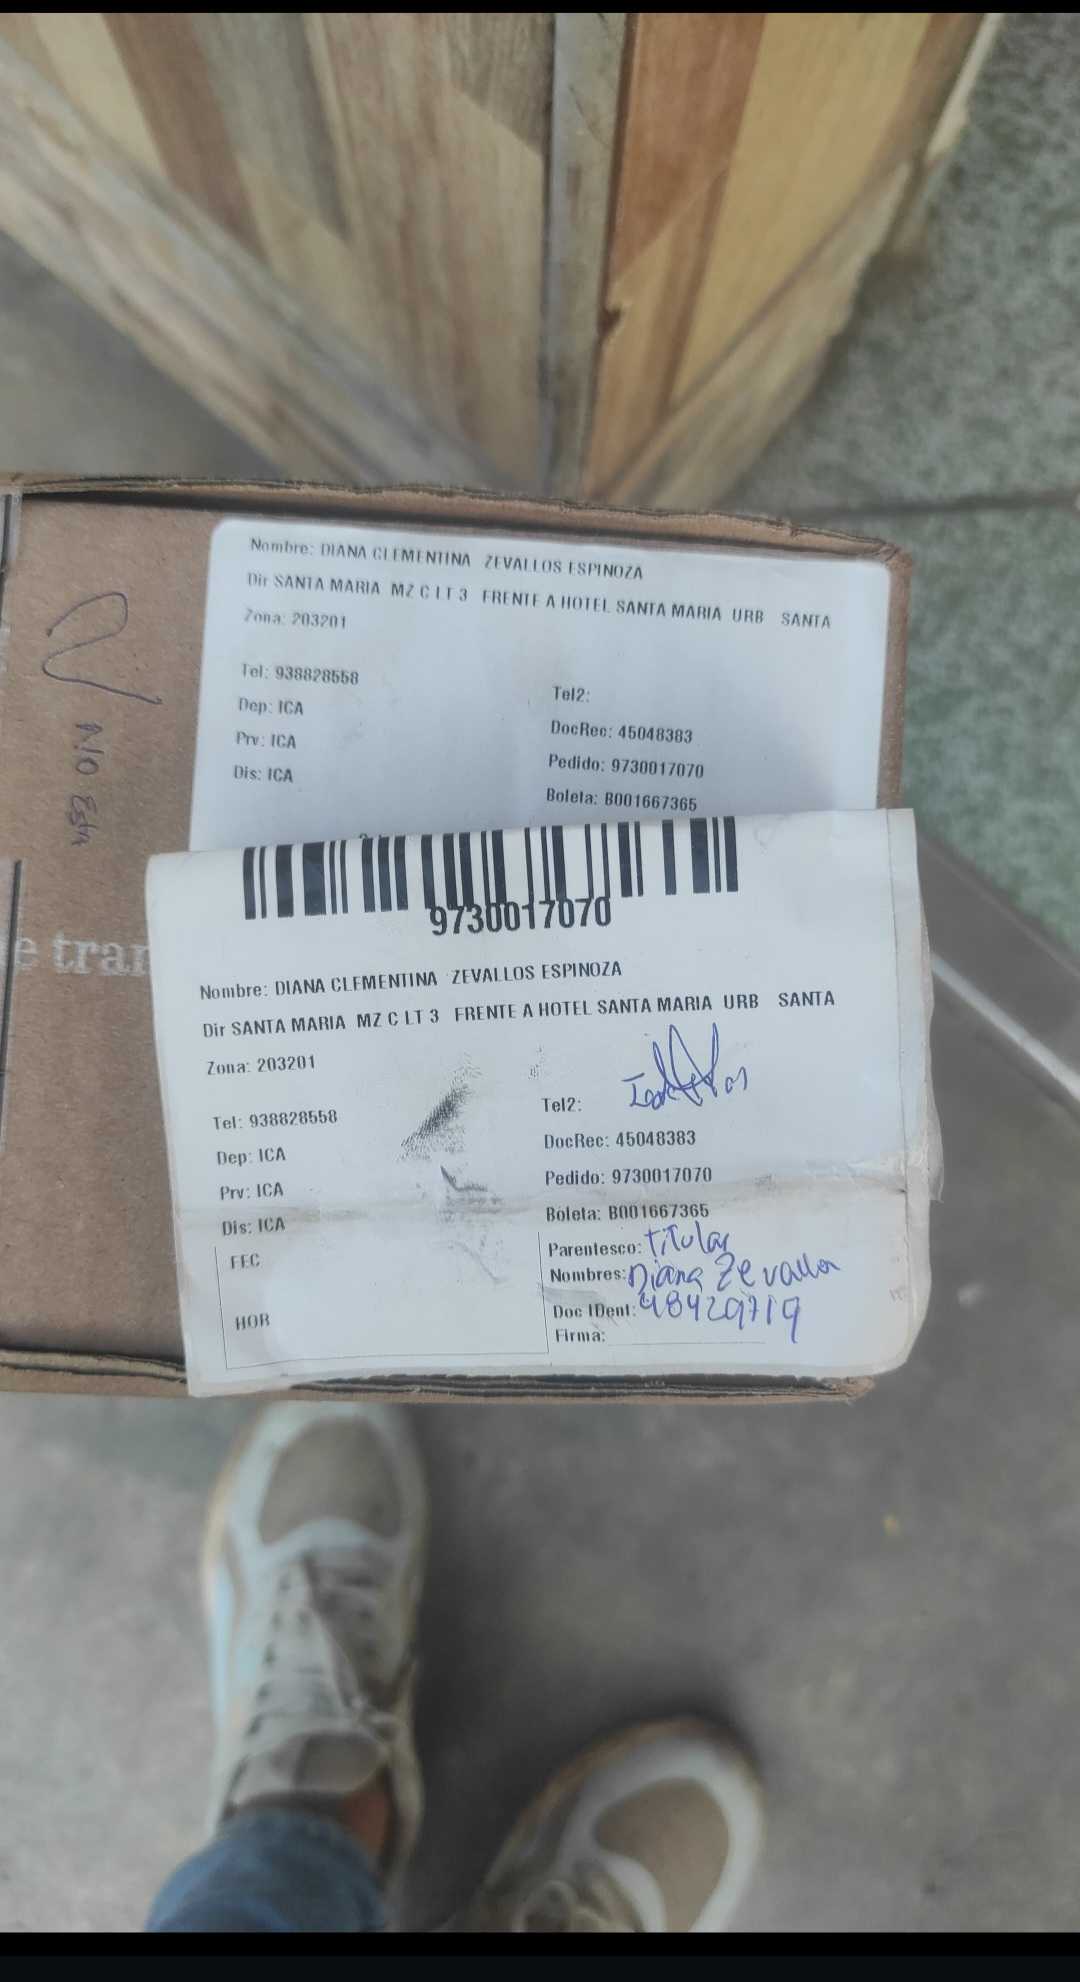 Nombre: DIANA CLEMENTINA ZEVALLOS ESPINOZA
Dir SANTA MARIA MZ C LT 3 FRENTE A HOTEL SANTA MARIA URB SANTA
Zona: 203201
Tel: 938828558
Tel2:
Dep: ICA
DocRec: 45048383
Prv: ICA
Pedido: 9730017070
Dis: ICA
Boleta: B001667365
No Esta
e tran
9730017070
Nombre: DIANA CLEMENTINA ZEVALLOS ESPINOZA
Dir SANTA MARIA MZ C LT 3 FRENTE A HOTEL SANTA MARIA URB SANTA
Zona: 203201
Tel: 938828558
Tel2:
Dep: ICA
DocRec: 45048383
Prv: ICA
Pedido: 9730017070
Dis: ICA
Boleta: B001667365
FEC
Parentesco: titular
Nombres: Diana Zevallos
HOR
Doc IDent: 48429719
Firma: